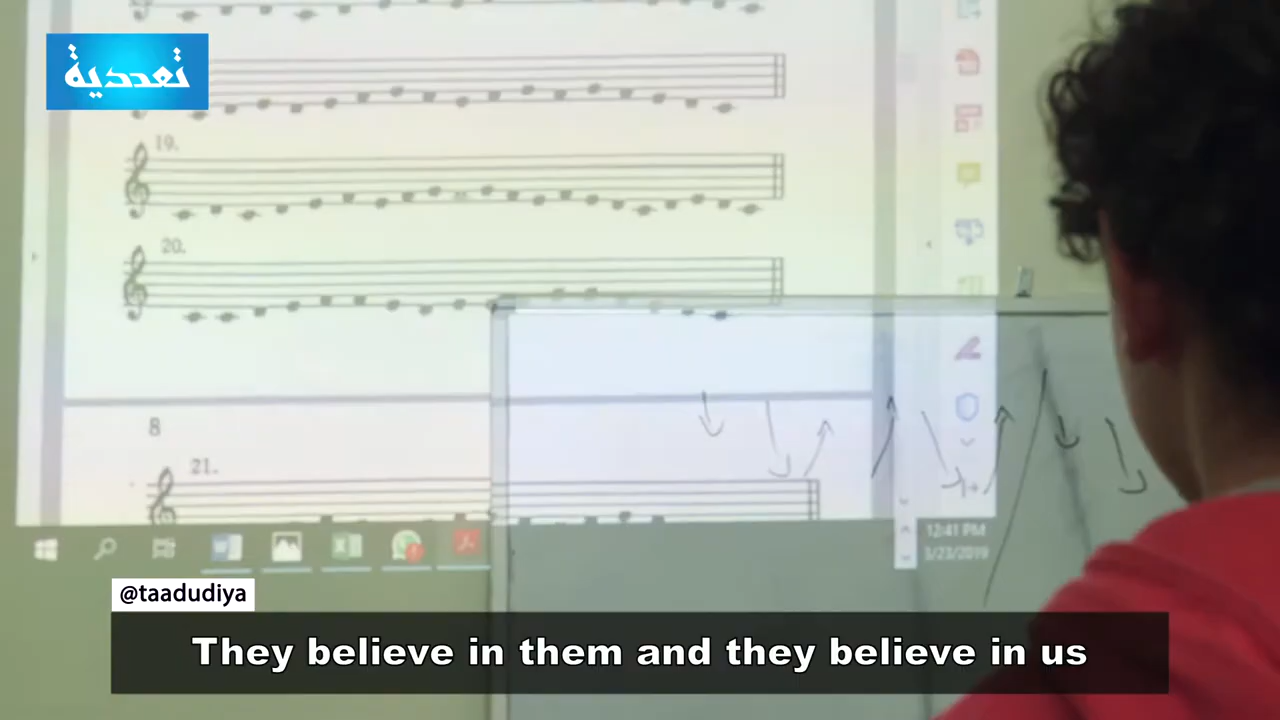 تعددية
19.
20.
8
21.
12:41 PM
3/23/2019
@taadudiya
They believe in them and they believe in us